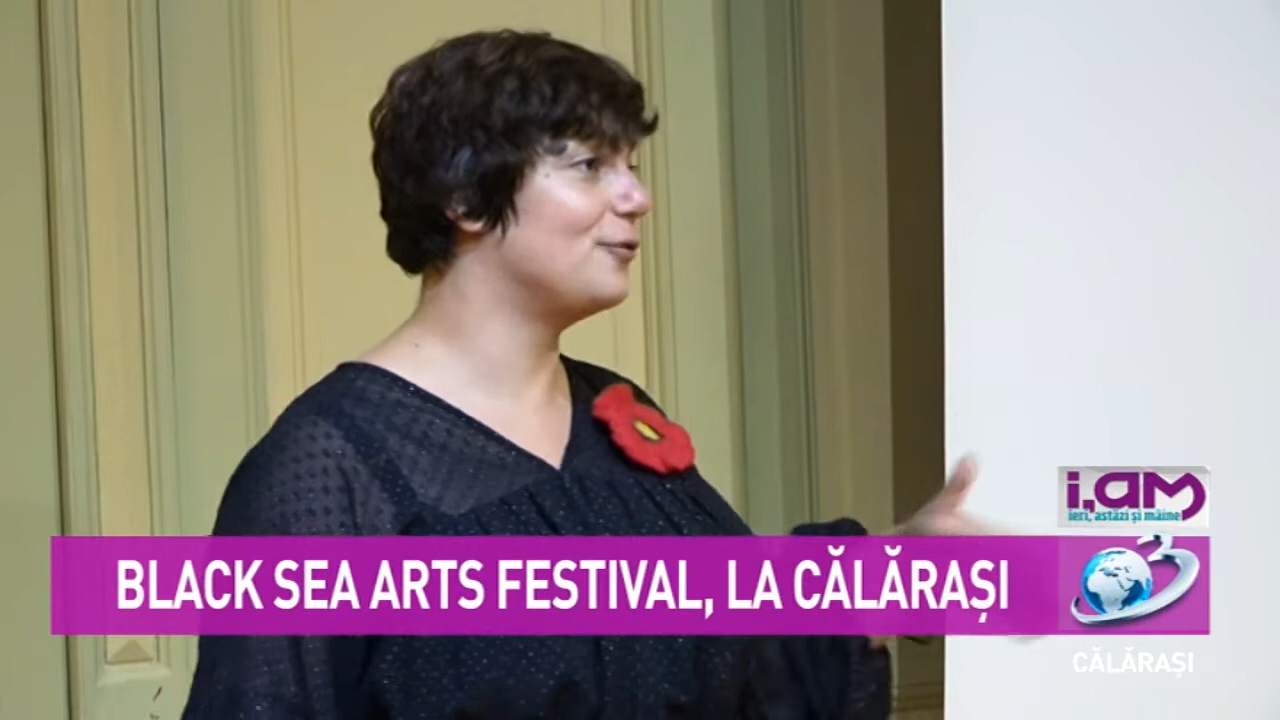 i,am
ieri, astăzi și mâine
BLACK SEA ARTS FESTIVAL, LA CĂLĂRAȘI
3
CĂLĂRAȘI